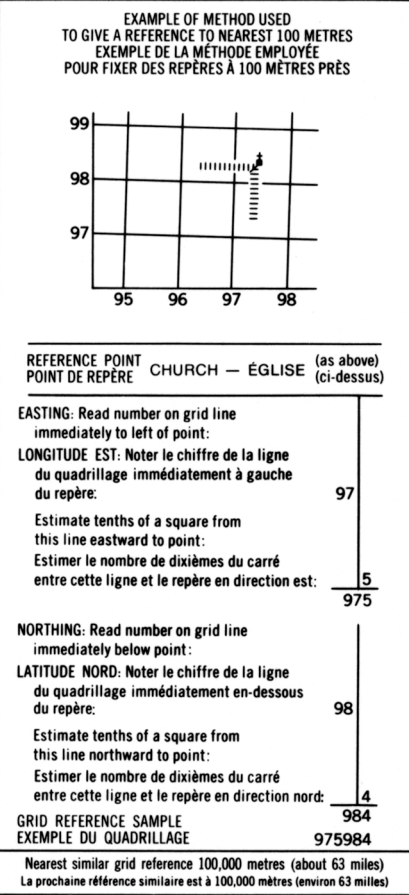 EXAMPLE OF METHOD USED
TO GIVE A REFERENCE TO NEAREST 100 METRES
EXEMPLE DE LA MÉTHODE EMPLOYÉE
POUR FIXER DES REPÈRES À 100 MÈTRES PRÈS
99
98
97
95 96 97 98
REFERENCE POINT
POINT DE REPÈRE
CHURCH — ÉGLISE
(as above)
(ci-dessus)
EASTING: Read number on grid line
immediately to left of point:
LONGITUDE EST: Noter le chiffre de la ligne
du quadrillage immédiatement à gauche
du repère: 97
Estimate tenths of a square from
this line eastward to point:
Estimer le nombre de dixièmes du carré
entre cette ligne et le repère en direction est: 5
975
NORTHING: Read number on grid line
immediately below point:
LATITUDE NORD: Noter le chiffre de la ligne
du quadrillage immédiatement en-dessous
du repère: 98
Estimate tenths of a square from
this line northward to point:
Estimer le nombre de dixièmes du carré
entre cette ligne et le repère en direction nord: 4
984
GRID REFERENCE SAMPLE
EXEMPLE DU QUADRILLAGE 975984
Nearest similar grid reference 100,000 metres (about 63 miles)
La prochaine référence similaire est à 100,000 mètres (environ 63 milles)